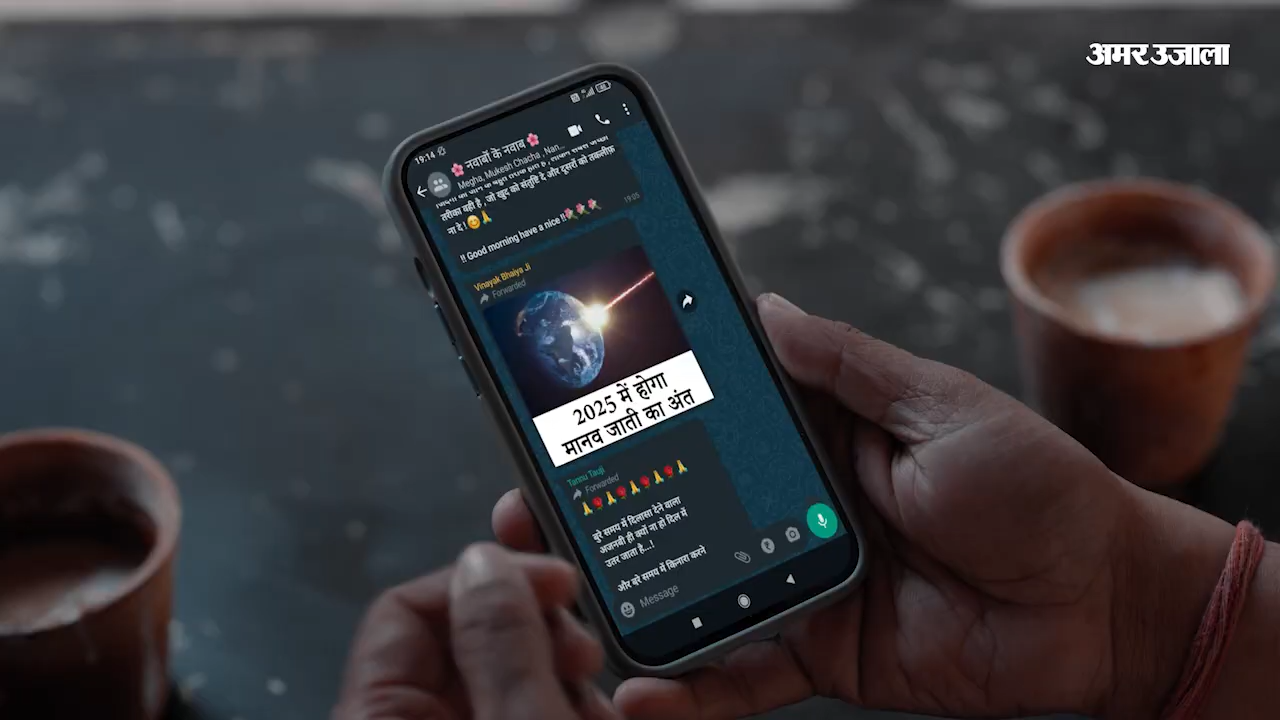 अमर उजाला
19:14
🌸 नवाबों के नवाब 🌸
Megha, Mukesh Chacha , Nan...
तरीका वही है , जो खुद को संतुष्टि दे और दूसरों को तकलीफ़
ना दे ! 😊🙏
19:05
!! Good morning have a nice !!💐💐💐
Vinayak Bhaiya Ji
Forwarded
2025 में होगा
मानव जाती का अंत
Tannu Tauji
Forwarded
🙏🌹🙏🌹🙏🌹🙏🌹🙏
बुरे समय में दिलासा देने वाला
अजनबी ही क्यों ना हो दिल में
उतर जाता है...!
और बुरे समय में किनारा करने
Message